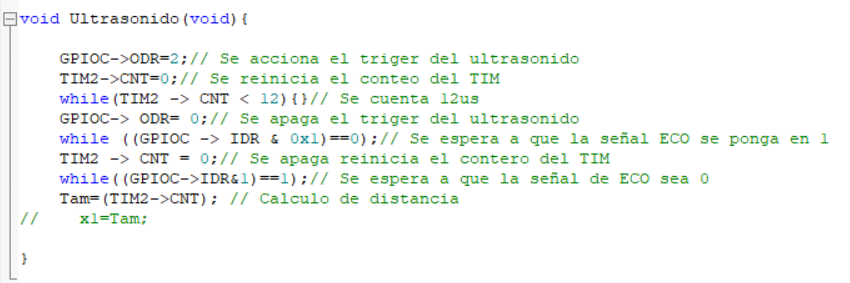 void Ultrasonido(void){
GPIOC->ODR=2;// Se acciona el triger del ultrasonido
TIM2->CNT=0;// Se reinicia el conteo del TIM
while(TIM2 -> CNT < 12){}// Se cuenta 12us
GPIOC-> ODR= 0;// Se apaga el triger del ultrasonido
while ((GPIOC -> IDR & 0x1)==0);// Se espera a que la señal ECO se ponga en 1
TIM2 -> CNT = 0;// Se apaga reinicia el contero del TIM
while((GPIOC->IDR&1)==1);// Se espera a que la señal de ECO sea 0
Tam=(TIM2->CNT); // Calculo de distancia
// x1=Tam;
}